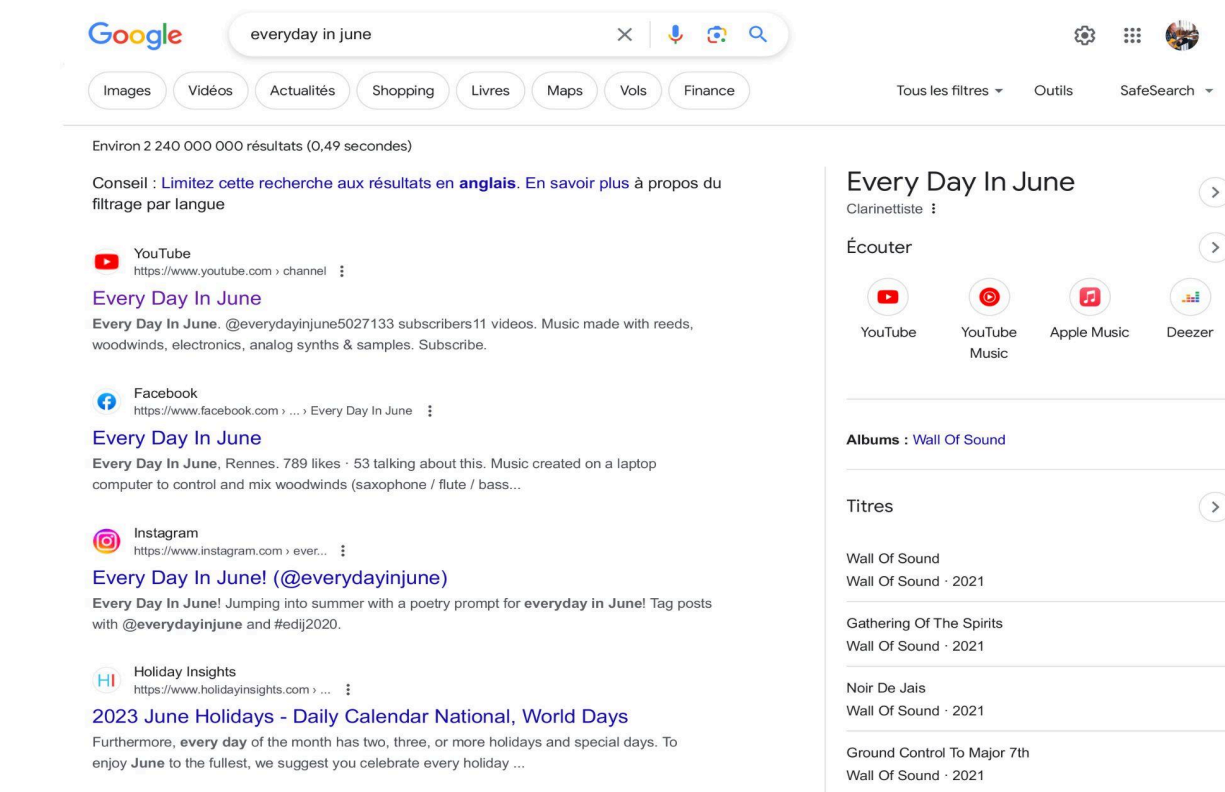 Google
everyday in june
Images
Vidéos
Actualités
Shopping
Livres
Maps
Vols
Finance
Tous les filtres
Outils
SafeSearch
Environ 2 240 000 000 résultats (0,49 secondes)
Conseil : Limitez cette recherche aux résultats en anglais. En savoir plus à propos du
filtrage par langue
YouTube
https://www.youtube.com › channel
Every Day In June
Every Day In June. @everydayinjune5027133 subscribers11 videos. Music made with reeds,
woodwinds, electronics, analog synths & samples. Subscribe.
Facebook
https://www.facebook.com › ... › Every Day In June
Every Day In June
Every Day In June, Rennes. 789 likes · 53 talking about this. Music created on a laptop
computer to control and mix woodwinds (saxophone / flute / bass...
Instagram
https://www.instagram.com › ever...
Every Day In June! (@everydayinjune)
Every Day In June! Jumping into summer with a poetry prompt for everyday in June! Tag posts
with @everydayinjune and #edij2020.
HI
Holiday Insights
https://www.holidayinsights.com › ...
2023 June Holidays - Daily Calendar National, World Days
Furthermore, every day of the month has two, three, or more holidays and special days. To
enjoy June to the fullest, we suggest you celebrate every holiday ...
Every Day In June
Clarinettiste
Écouter
YouTube
YouTube
Music
Apple Music
Deezer
Albums : Wall Of Sound
Titres
Wall Of Sound
Wall Of Sound · 2021
Gathering Of The Spirits
Wall Of Sound · 2021
Noir De Jais
Wall Of Sound · 2021
Ground Control To Major 7th
Wall Of Sound · 2021